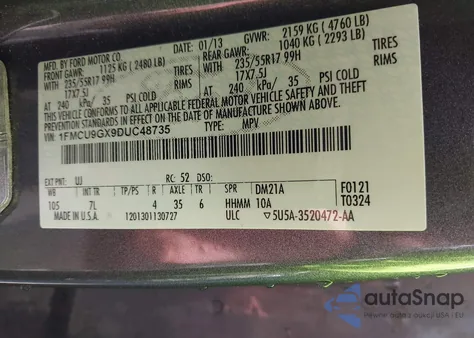 MFD. BY FORD MOTOR CO.
01/13 GVWR: 2159 KG (4760 LB)
FRONT GAWR: REAR GAWR:
1125 KG (2480 LB) 1040 KG (2293 LB)
WITH TIRES WITH TIRES
235/55R17 99H 235/55R17 99H
17X7.5J RIMS 17X7.5J RIMS
AT 240 kPa/ 35 PSI COLD AT 240 kPa/ 35 PSI COLD
THIS VEHICLE CONFORMS TO ALL APPLICABLE FEDERAL MOTOR VEHICLE SAFETY AND THEFT
PREVENTION STANDARDS IN EFFECT ON THE DATE OF MANUFACTURE SHOWN ABOVE.
VIN: 1FMCU9GX9DUC48735
TYPE: MPV
EXT PNT: UJ RC: 52 DSO:
WB INT TR TP/PS R AXLE TR SPR DM21A F0121
105 7L 4 35 6 HHMM 10A T0324
MADE IN U.S.A. 1201301130727 ULC 5U5A-3520472-AA
autoSnap